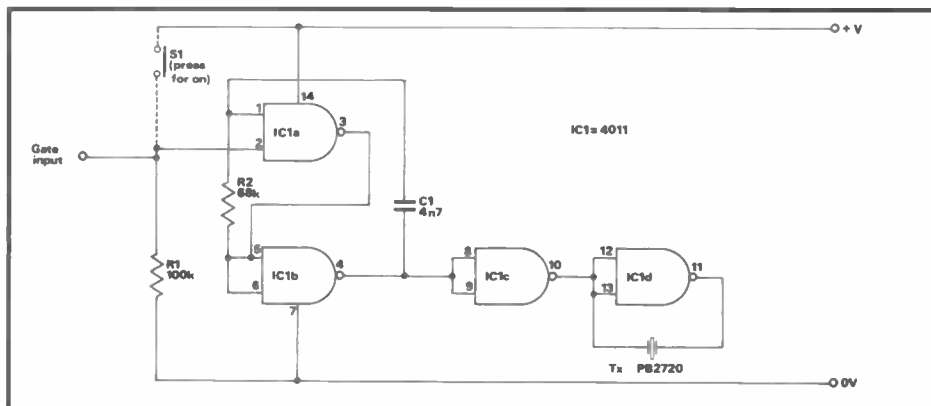 + V
S1
(press
for on)
14
1
3
IC1a
IC1 = 4011
2
Gate
input
R2
68k
C1
4n7
5
4
8
10
12
11
IC1b
IC1c
IC1d
6
9
13
R1
100k
7
Tx PB2720
0V